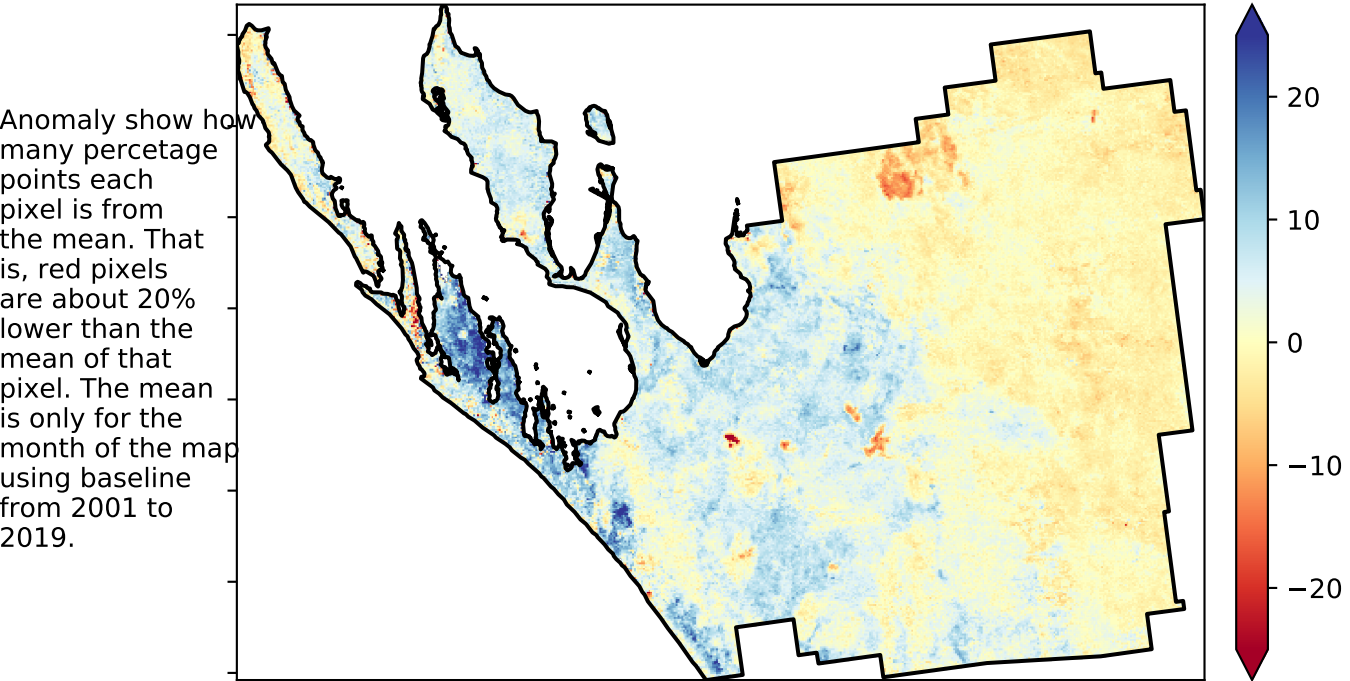 Anomaly show how
many percetage
points each
pixel is from
the mean. That
is, red pixels
are about 20%
lower than the
mean of that
pixel. The mean
is only for the
month of the map
using baseline
from 2001 to
2019.
20
10
0
−10
−20